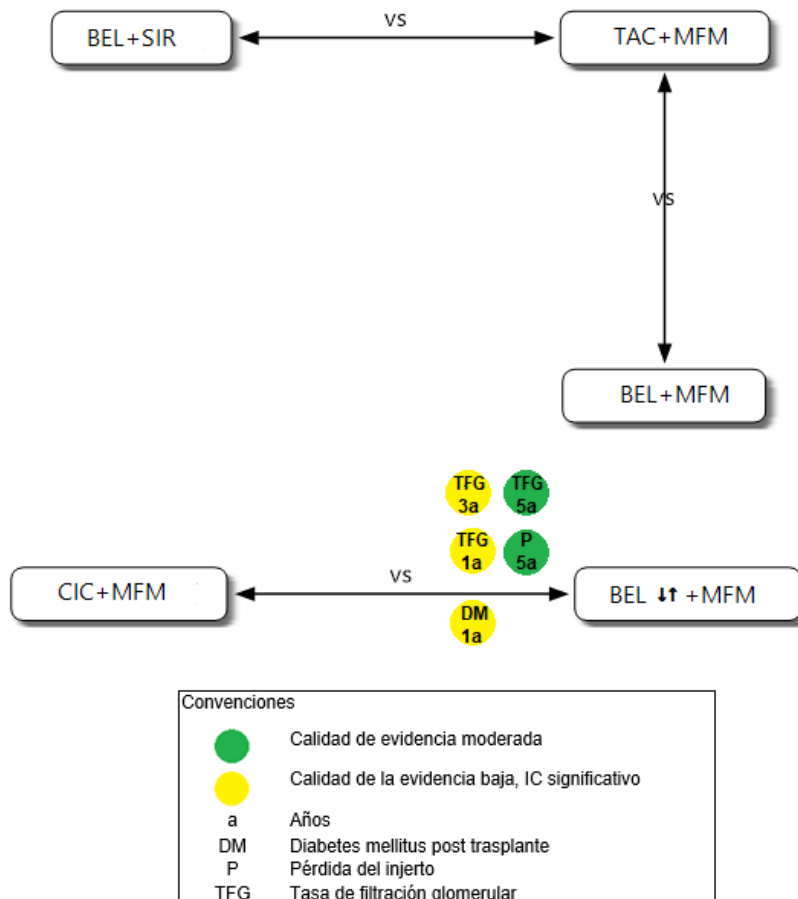 BEL+SIR
vs
TAC+MFM
vs
BEL+MFM
TFG
3a
TFG
5a
TFG
1a
P
5a
CIC+MFM
vs
BEL ↓↑ +MFM
DM
1a
Convenciones
Calidad de evidencia moderada
Calidad de la evidencia baja, IC significativo
a Años
DM Diabetes mellitus post trasplante
P Pérdida del injerto
TFG Tasa de filtración glomerular